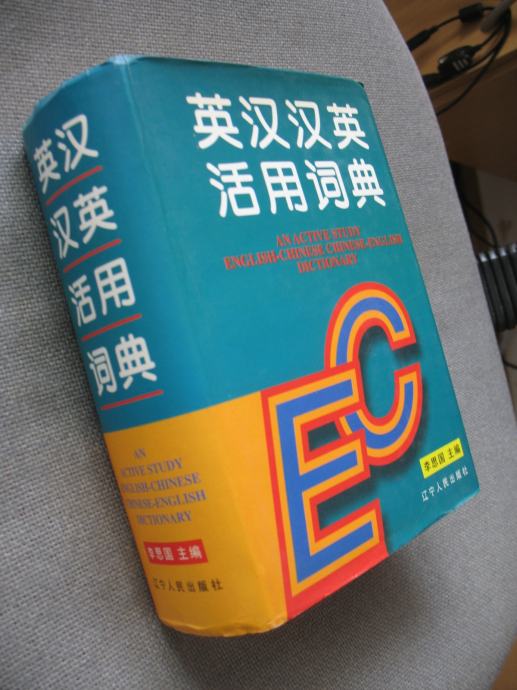 英汉汉英
活用词典
AN ACTIVE STUDY
ENGLISH-CHINESE CHINESE-ENGLISH
DICTIONARY
EC
李思国 主编
辽宁人民出版社
英汉
汉英
活用
词典
AN
ACTIVE STUDY
ENGLISH-CHINESE
CHINESE-ENGLISH
DICTIONARY
李思国 主编
辽宁人民出版社